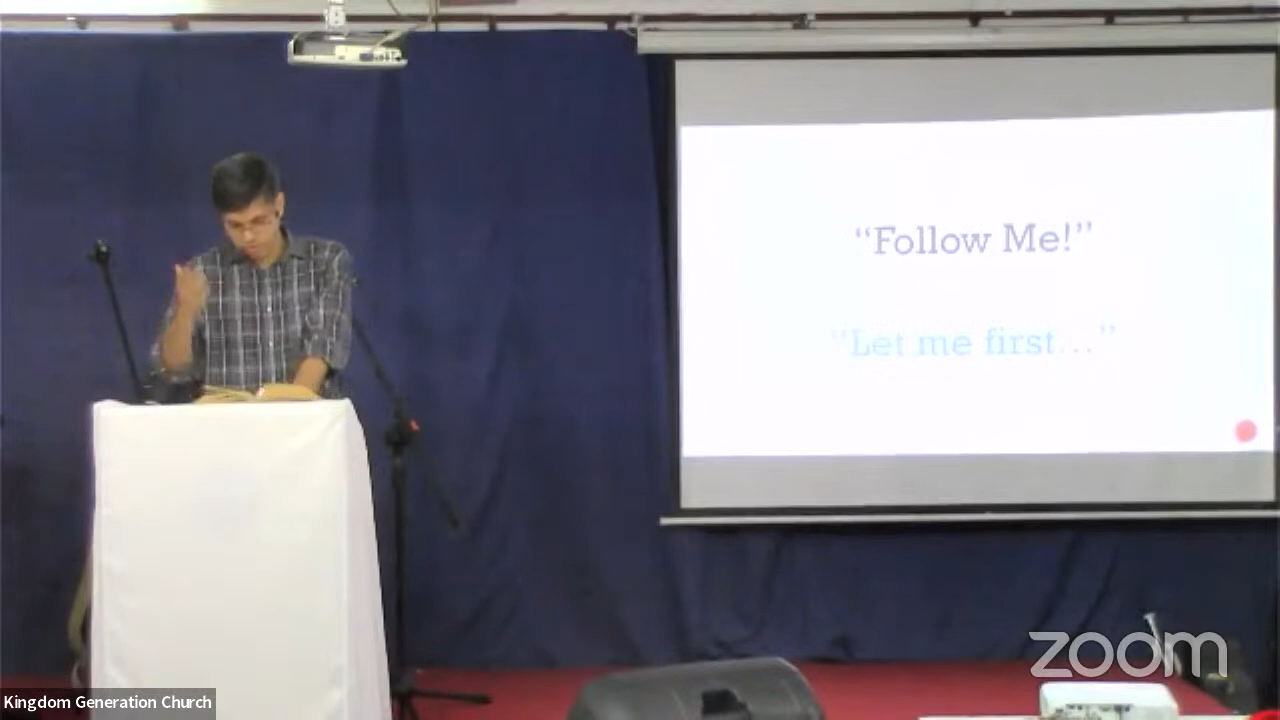 “Follow Me!”
“Let me first...”
zoom
Kingdom Generation Church